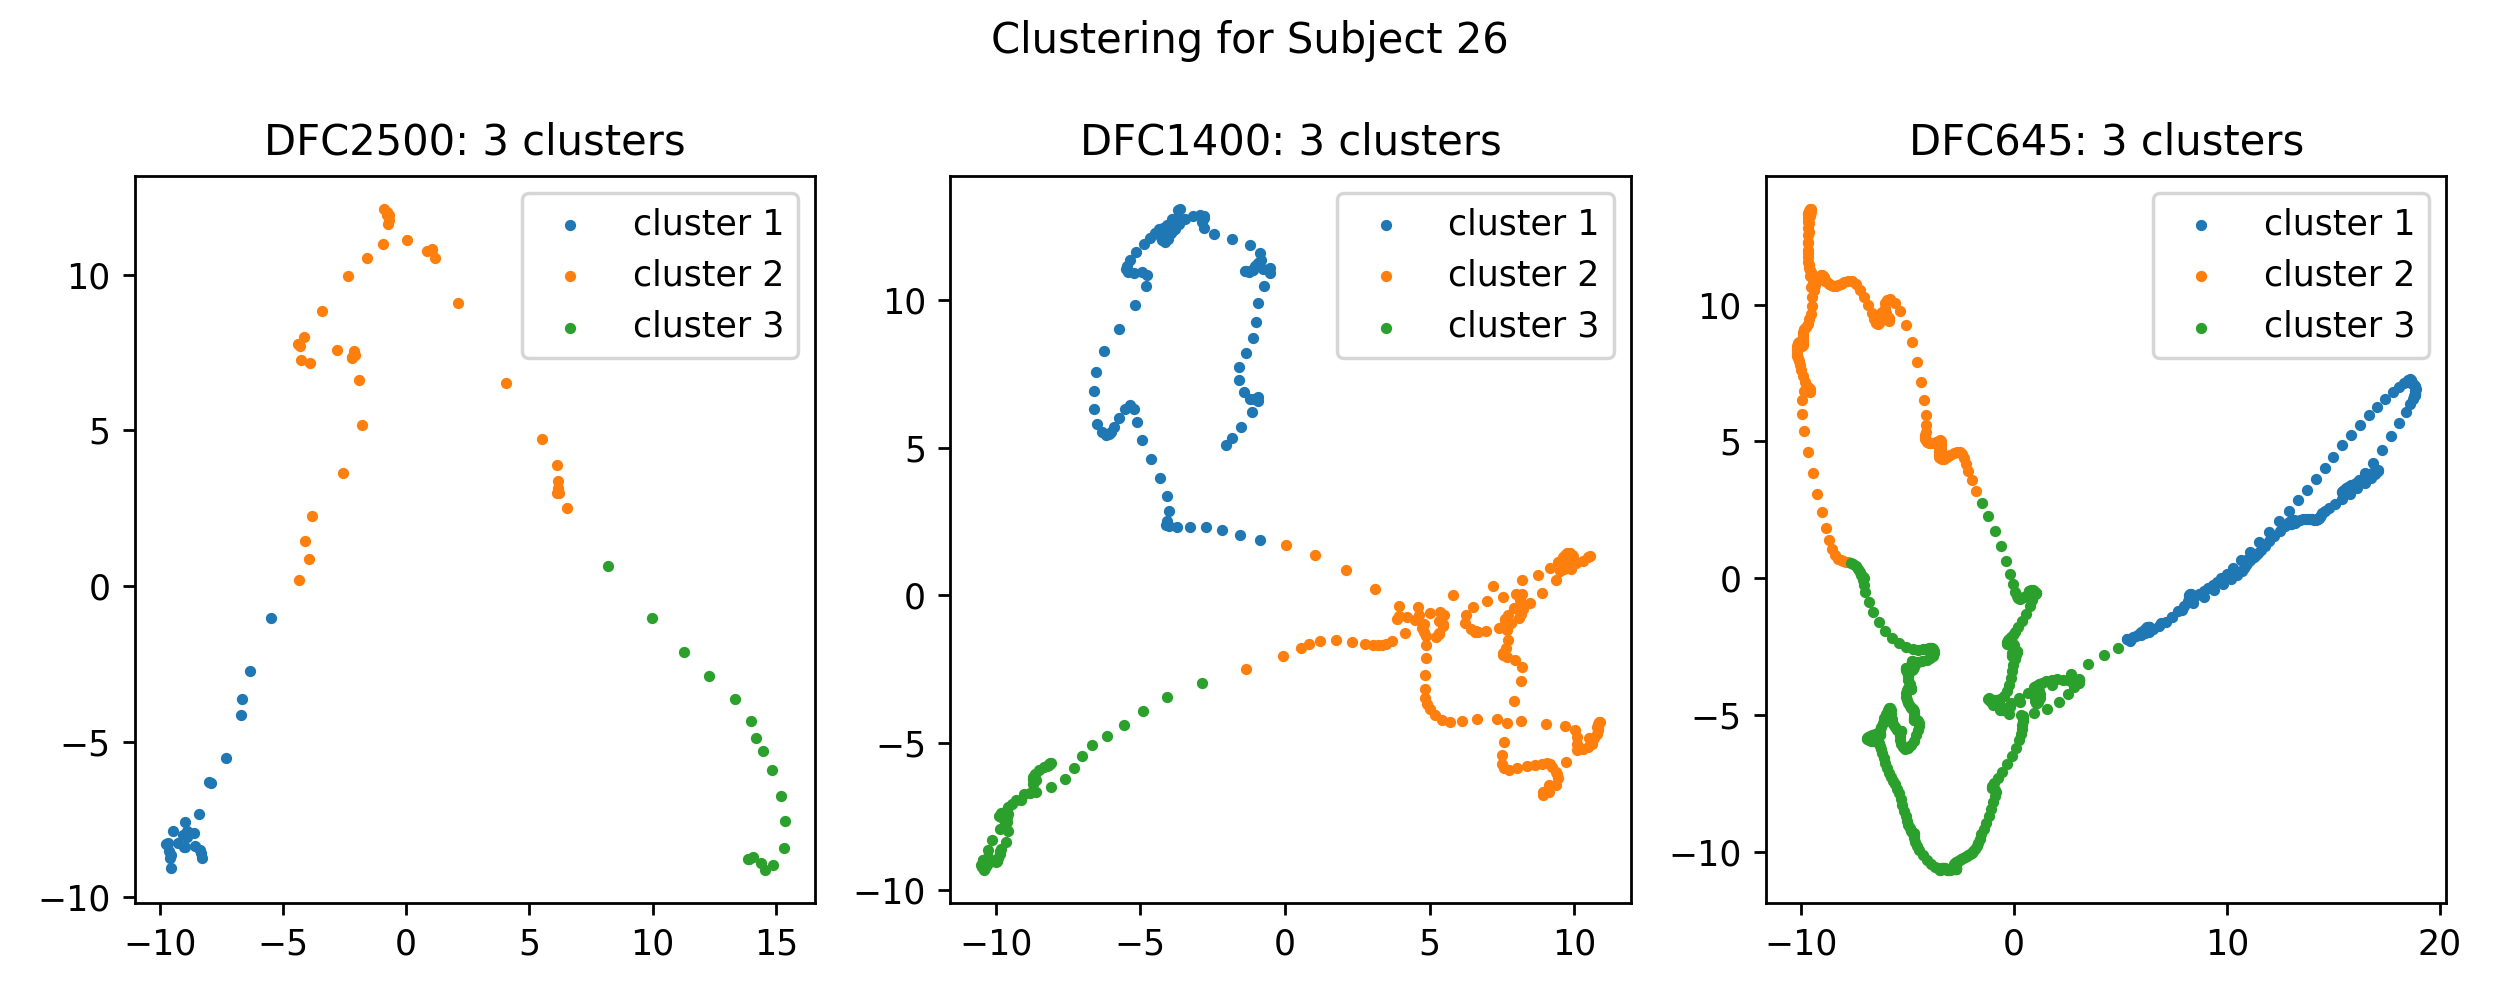 Clustering for Subject 26
DFC2500: 3 clusters
cluster 1
cluster 2
cluster 3
10
5
0
−5
−10
−10
−5
0
5
10
15
DFC1400: 3 clusters
cluster 1
cluster 2
cluster 3
10
5
0
−5
−10
−10
−5
0
5
10
DFC645: 3 clusters
cluster 1
cluster 2
cluster 3
10
5
0
−5
−10
−10
0
10
20